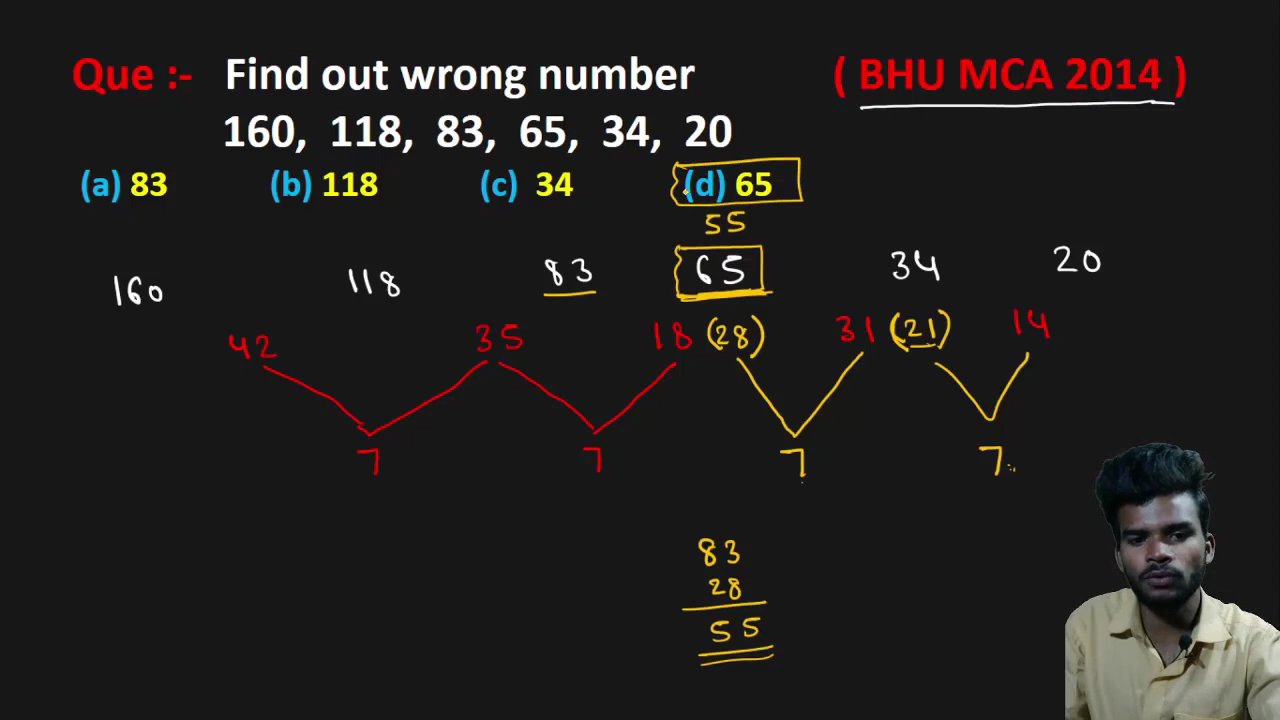 Que :- Find out wrong number ( BHU MCA 2014 )
160, 118, 83, 65, 34, 20
(a) 83 (b) 118 (c) 34 (d) 65
55
160 118 83 65 34 20
42 35 18 (28) 31 (21) 14
7 7 7 7
83
28
55